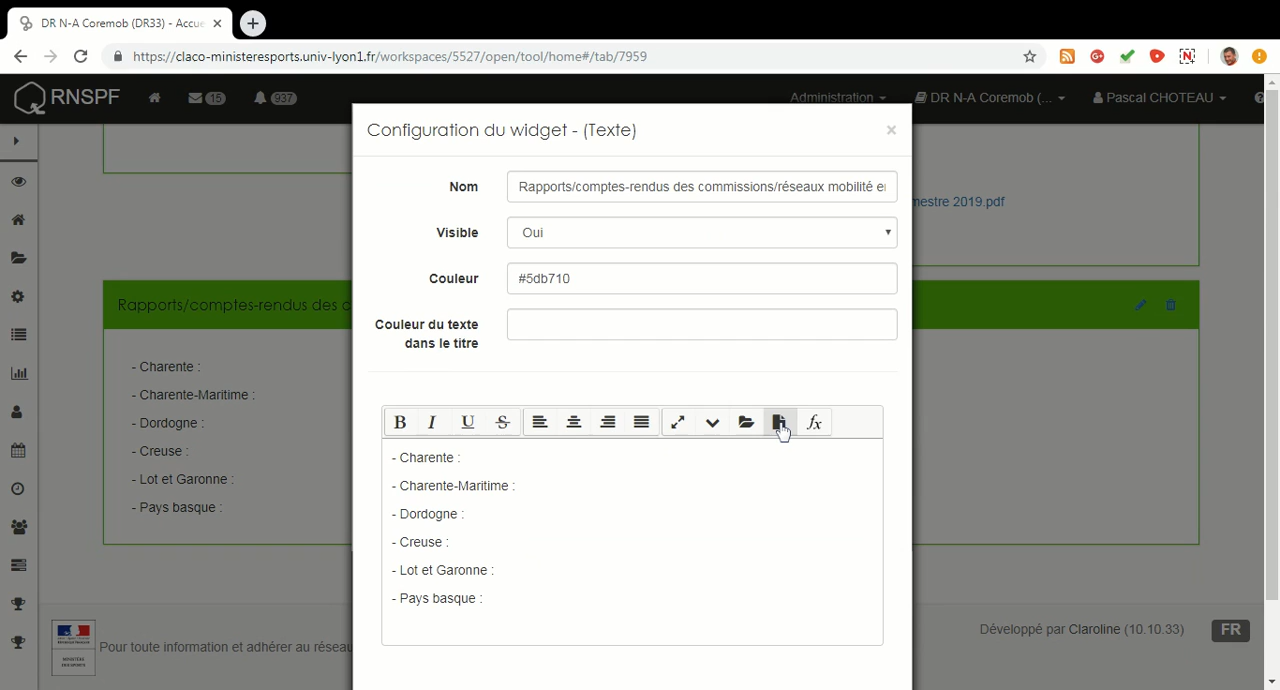 DR N-A Coremob (DR33) - Accue
https://claco-ministeresports.univ-lyon1.fr/workspaces/5527/open/tool/home#/tab/7959
RNSPF 15 937 Administration DR N-A Coremob (... Pascal CHOTEAU
Configuration du widget - (Texte)
Nom Rapports/comptes-rendus des commissions/réseaux mobilité e
Visible Oui
Couleur #5db710
Couleur du texte
dans le titre
mestre 2019.pdf
Rapports/comptes-rendus des c
- Charente :
- Charente-Maritime :
- Dordogne :
- Creuse :
- Lot et Garonne :
- Pays basque :
B I U S fx
- Charente :
- Charente-Maritime :
- Dordogne :
- Creuse :
- Lot et Garonne :
- Pays basque :
Pour toute information et adhérer au réseau
Développé par Claroline (10.10.33) FR